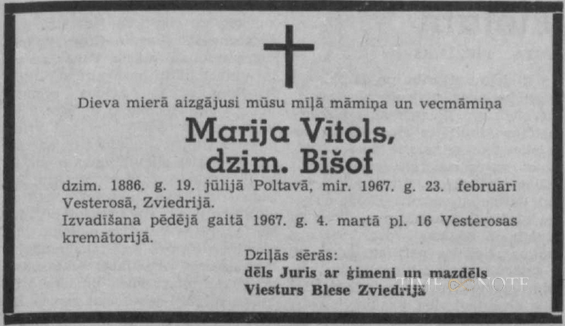 Dieva mierā aizgājusi mūsu mīļā māmiņa un vecmāmiņa
Marija Vītols,
dzim. Bišof
dzim. 1886. g. 19. jūlijā Poltavā, mir. 1967. g. 23. februārī
Vesterosā, Zviedrijā.
Izvadīšana pēdējā gaitā 1967. g. 4. martā pl. 16 Vesterosas
krematōrijā.
Dziļās sērās:
dēls Juris ar ģimeni un mazdēls
Viesturs Blese Zviedrijā
TIMENOTE